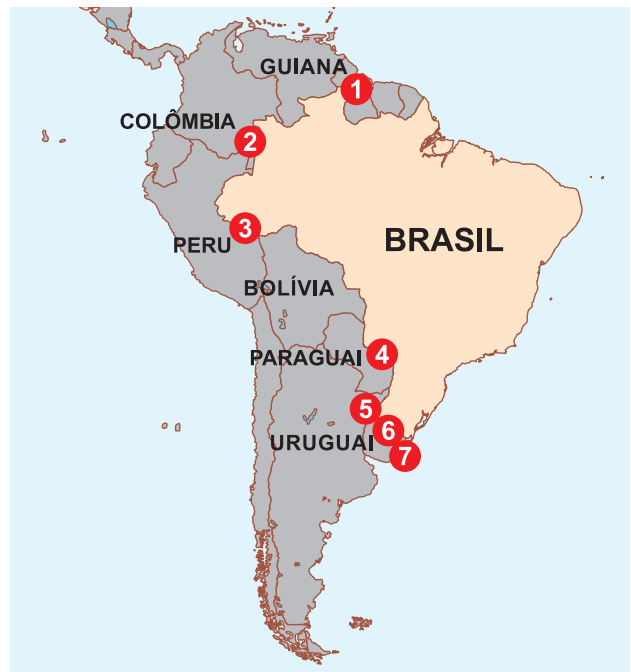 GUIANA
1
COLÔMBIA
2
3
PERU
BRASIL
BOLÍVIA
PARAGUAI
4
5
6
URUGUAI
7